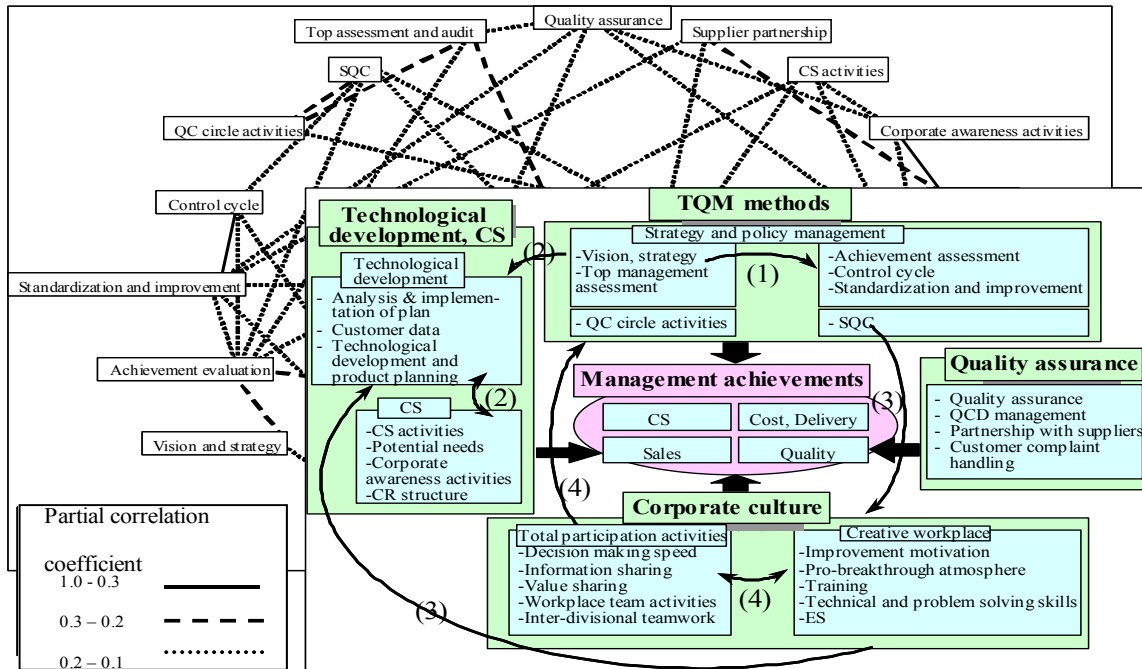 Quality assurance
Top assessment and audit
Supplier partnership
SQC
CS activities
QC circle activities
Corporate awareness activities
Control cycle
Standardization and improvement
Achievement evaluation
Vision and strategy
Partial correlation
coefficient
1.0 - 0.3
0.3 – 0.2
0.2 – 0.1
Technological
development, CS
Technological
development
- Analysis & implemen-
tation of plan
- Customer data
- Technological
development and
product planning
(2)
CS
-CS activities
-Potential needs
-Corporate
awareness activities
-CR structure
(2)
TQM methods
Strategy and policy management
-Vision, strategy
-Top management
assessment
(1)
-Achievement assessment
-Control cycle
-Standardization and improvement
-QC circle activities
- SQC
Management achievements
CS
Cost, Delivery
Sales
Quality
(3)
Quality assurance
- Quality assurance
- QCD management
- Partnership with suppliers
- Customer complaint
handling
(4)
Corporate culture
Total participation activities
-Decision making speed
-Information sharing
-Value sharing
-Workplace team activities
-Inter-divisional teamwork
(4)
Creative workplace
-Improvement motivation
-Pro-breakthrough atmosphere
-Training
-Technical and problem solving skills
-ES
(3)